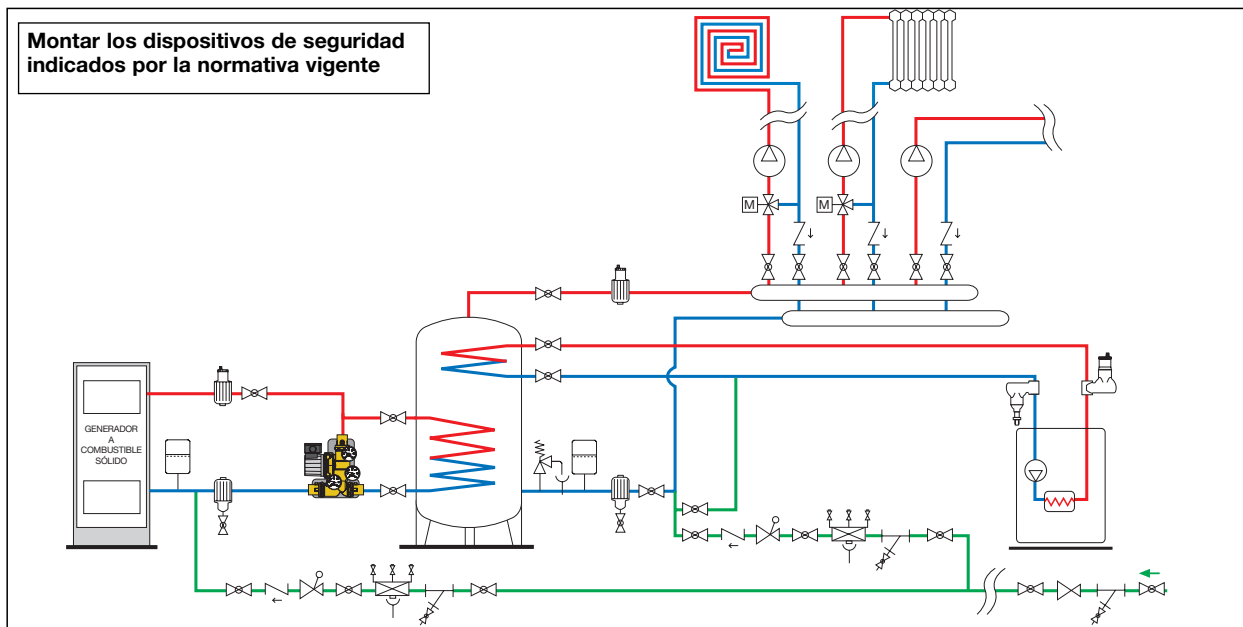 Montar los dispositivos de seguridad
indicados por la normativa vigente
M
M
GENERADOR
A
COMBUSTIBLE
SÓLIDO